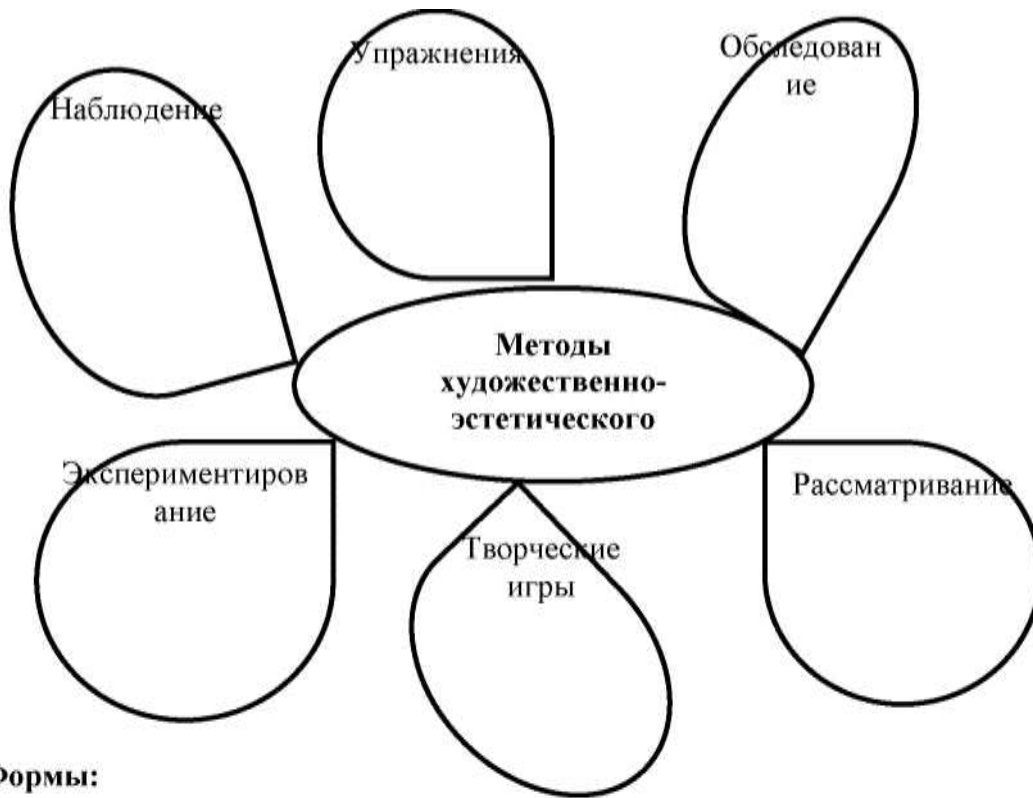 Упражнения
Обследован
ие
Наблюдение
Методы
художественно-
эстетического
Экспериментиров
ание
Рассматривание
Творческие
игры
Формы: